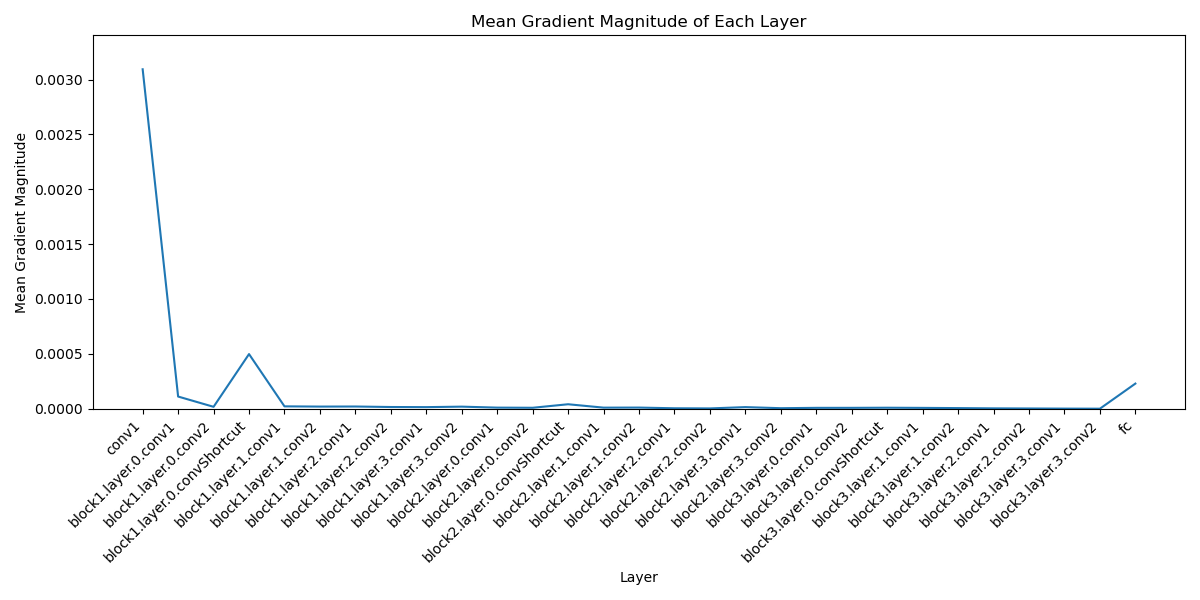 Mean Gradient Magnitude of Each Layer
Mean Gradient Magnitude
0.0030
0.0025
0.0020
0.0015
0.0010
0.0005
0.0000
conv1
block1.layer.0.conv1
block1.layer.0.conv2
block1.layer.0.convShortcut
block1.layer.1.conv1
block1.layer.1.conv2
block1.layer.2.conv1
block1.layer.2.conv2
block1.layer.3.conv1
block1.layer.3.conv2
block2.layer.0.conv1
block2.layer.0.conv2
block2.layer.0.convShortcut
block2.layer.1.conv1
block2.layer.1.conv2
block2.layer.2.conv1
block2.layer.2.conv2
block2.layer.3.conv1
block2.layer.3.conv2
block3.layer.0.conv1
block3.layer.0.conv2
block3.layer.0.convShortcut
block3.layer.1.conv1
block3.layer.1.conv2
block3.layer.2.conv1
block3.layer.2.conv2
block3.layer.3.conv1
block3.layer.3.conv2
fc
Layer